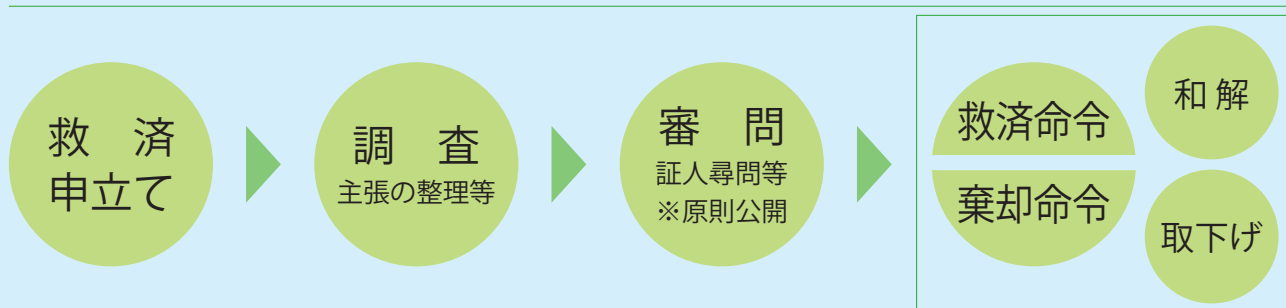 救　済
申立て
調　査
主張の整理等
審　問
証人尋問等
※原則公開
救済命令
棄却命令
和 解
取下げ